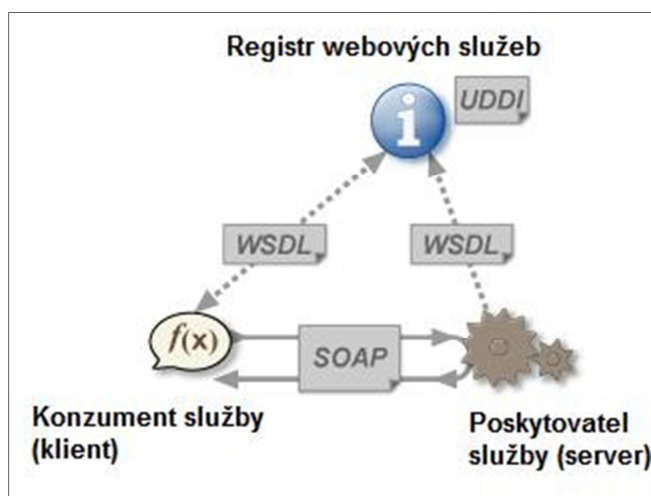 Registr webových služeb
UDDI
WSDL
WSDL
f(x)
SOAP
Konzument služby
(klient)
Poskytovatel
služby (server)